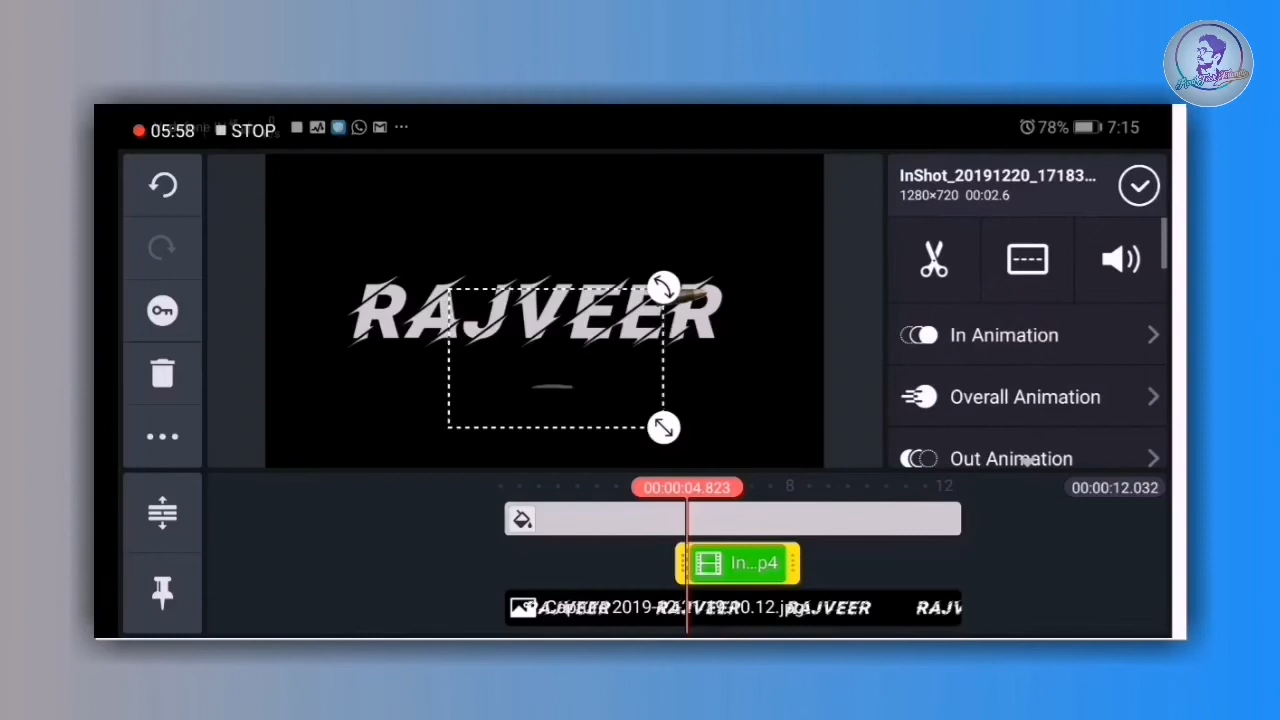 05:58 STOP
78% 7:15
InShot_20191220_17183...
1280×720 00:02.6
RAJVEER
In Animation
Overall Animation
Out Animation
00:00:04.823
8
12
00:00:12.032
In...p4
RAJVEER RAJVEER RAJV